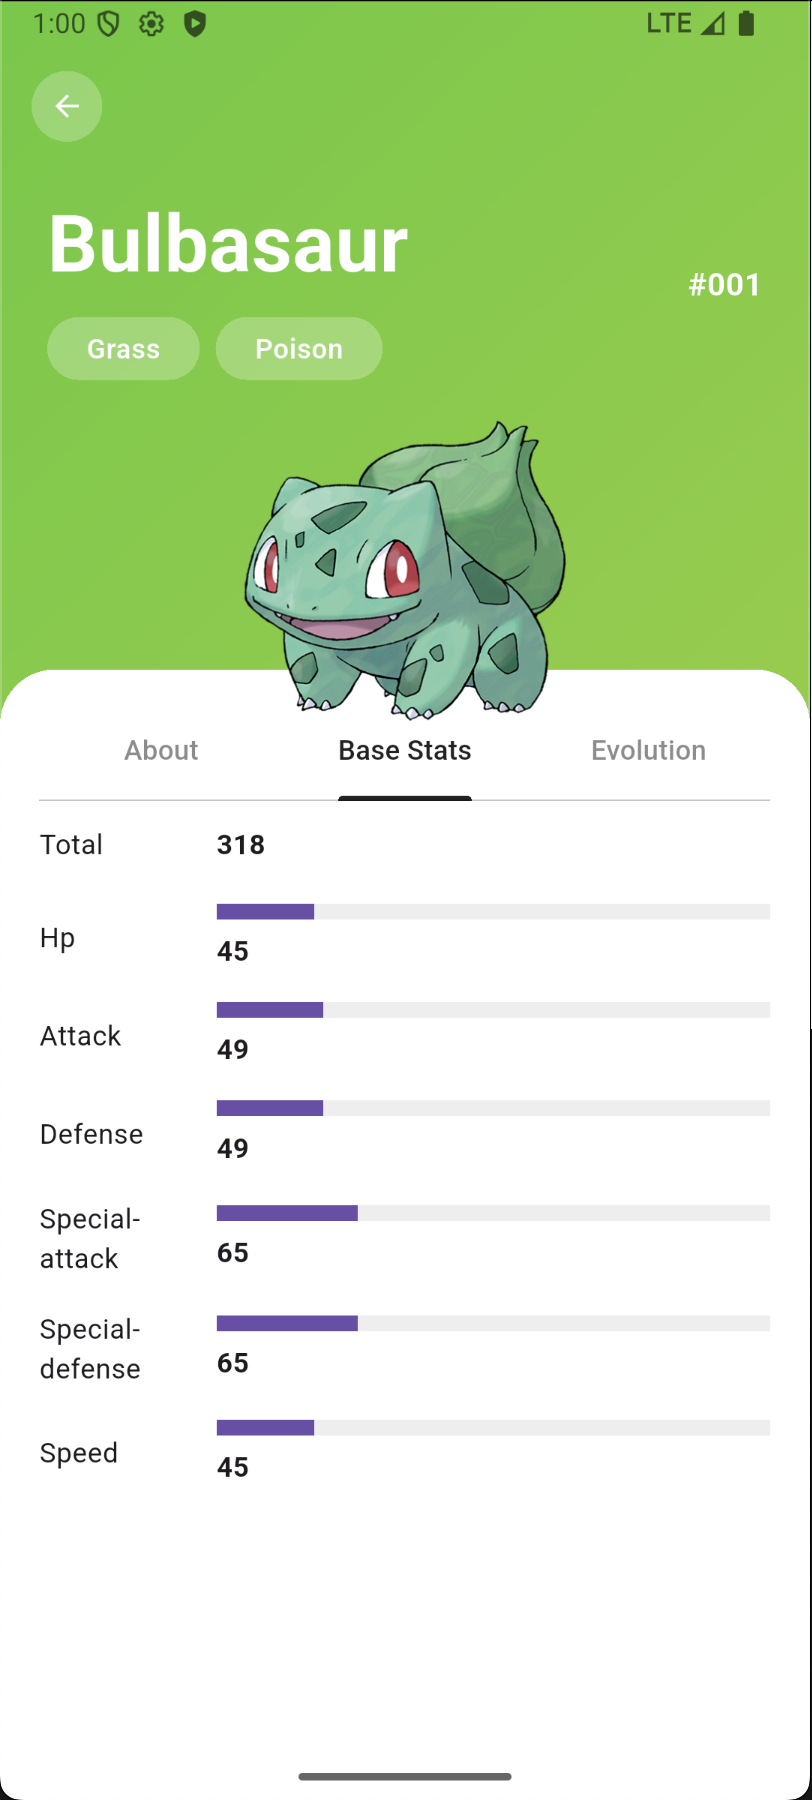 1:00 LTE
Bulbasaur
#001
Grass Poison
About Base Stats Evolution
Total 318
Hp 45
Attack 49
Defense 49
Special-
attack 65
Special-
defense 65
Speed 45